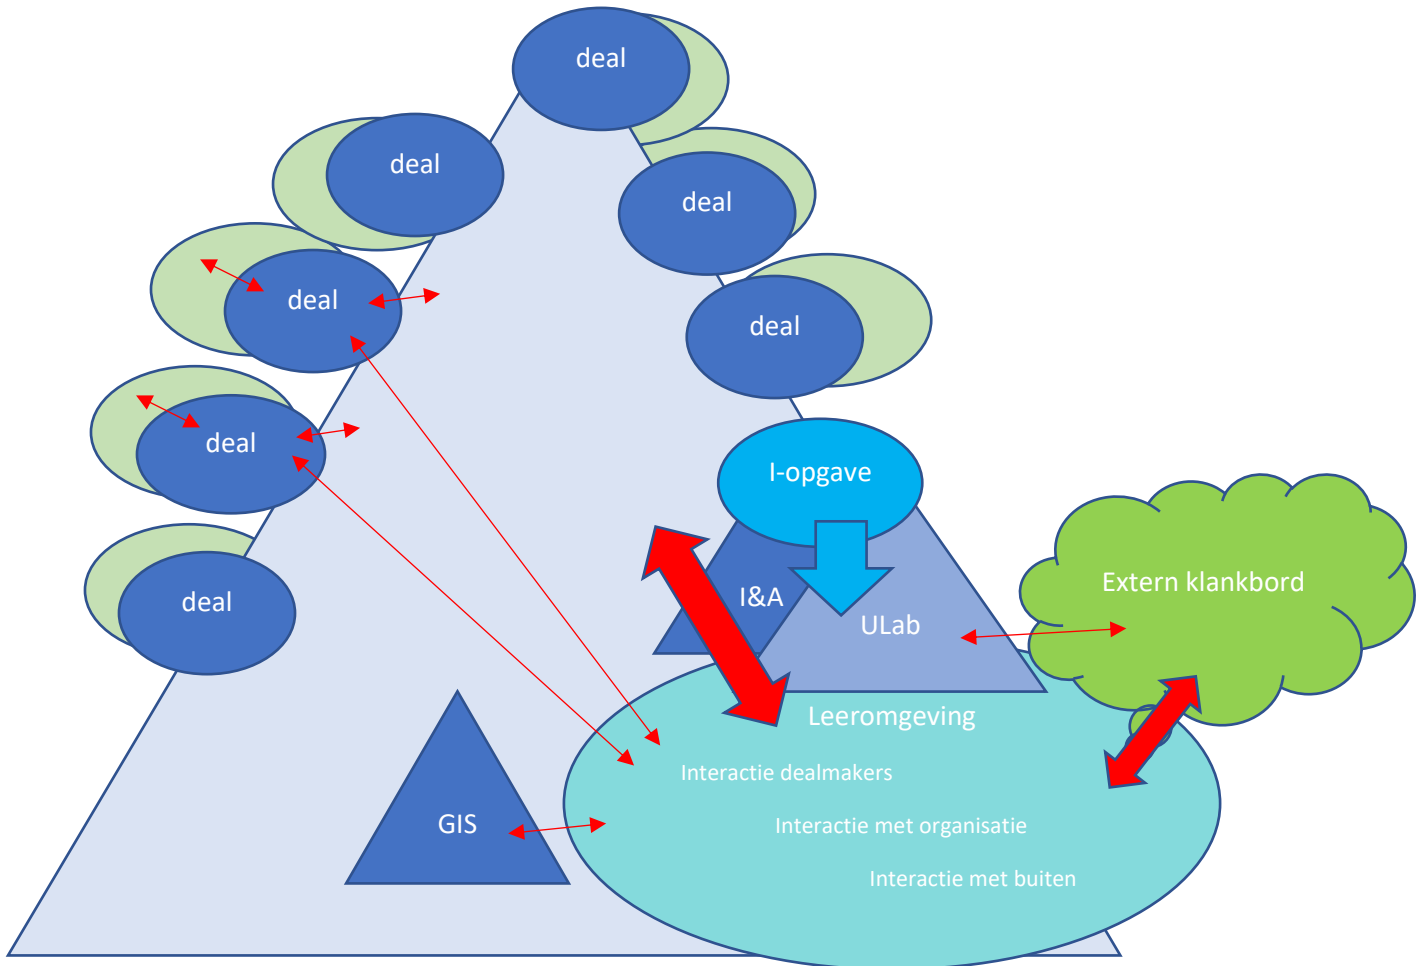 deal
deal
deal
deal
deal
deal
deal
deal
I-opgave
I&A
ULab
Extern klankbord
Leeromgeving
Interactie dealmakers
GIS
Interactie met organisatie
Interactie met buiten